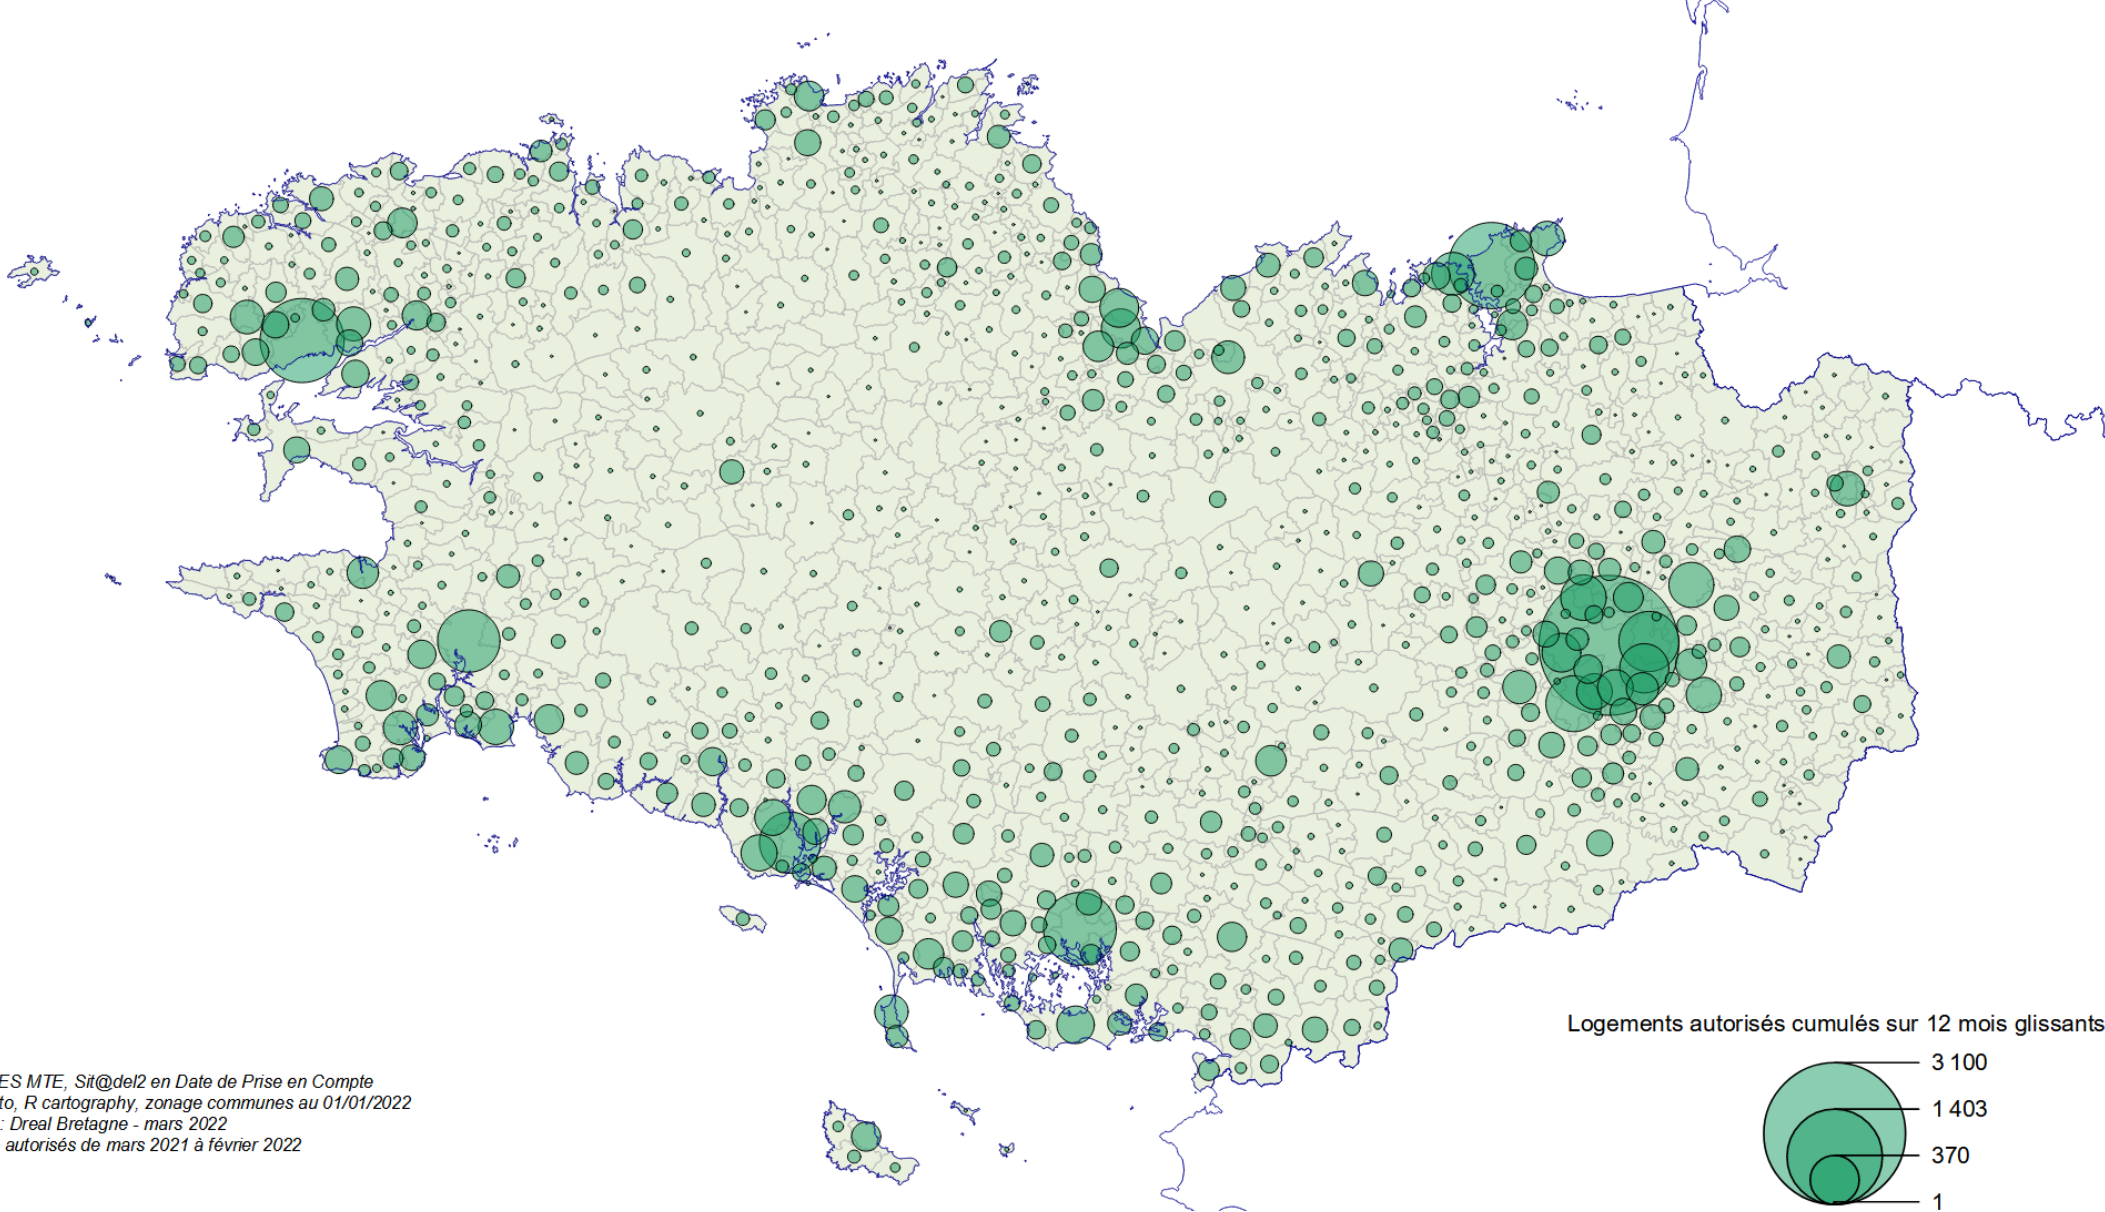 Logements autorisés cumulés sur 12 mois glissants
3 100
1 403
370
1
ES MTE, Sit@del2 en Date de Prise en Compte
to, R cartography, zonage communes au 01/01/2022
: Dreal Bretagne - mars 2022
autorisés de mars 2021 à février 2022